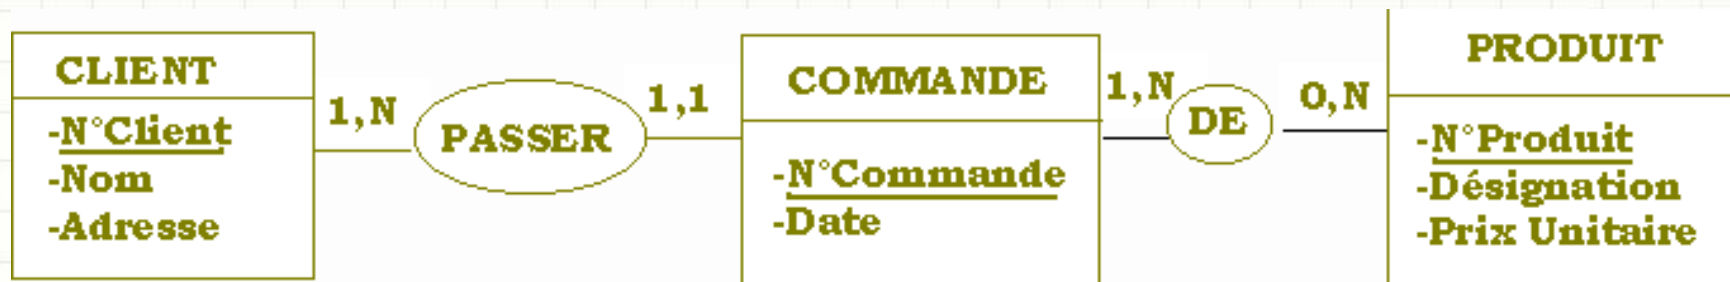 CLIENT
-N°Client
-Nom
-Adresse
1,N
PASSER
1,1
COMMANDE
-N°Commande
-Date
1,N
DE
0,N
PRODUIT
-N°Produit
-Désignation
-Prix Unitaire